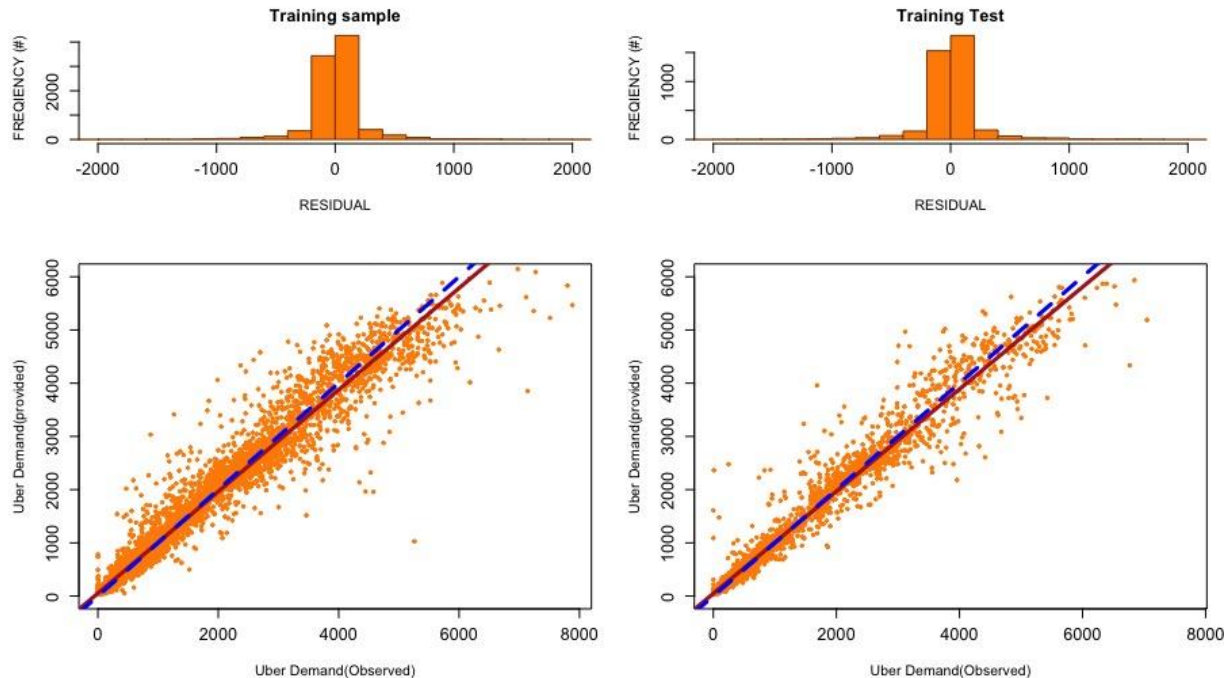 Training sample
FREQIENCY (#)
2000
0
-2000 -1000 0 1000 2000
RESIDUAL
Training Test
FREQIENCY (#)
1000
0
-2000 -1000 0 1000 2000
RESIDUAL
Uber Demand(provided)
6000
5000
4000
3000
2000
1000
0
0 2000 4000 6000 8000
Uber Demand(Observed)
Uber Demand(provided)
6000
5000
4000
3000
2000
1000
0
0 2000 4000 6000 8000
Uber Demand(Observed)